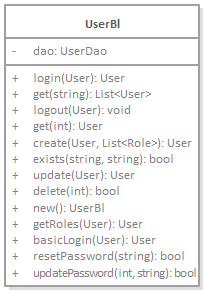 UserBl
- dao: UserDao
+ login(User): User
+ get(string): List<User>
+ logout(User): void
+ get(int): User
+ create(User, List<Role>): User
+ exists(string, string): bool
+ update(User): User
+ delete(int): bool
+ new(): UserBl
+ getRoles(User): User
+ basicLogin(User): User
+ resetPassword(string): bool
+ updatePassword(int, string): bool